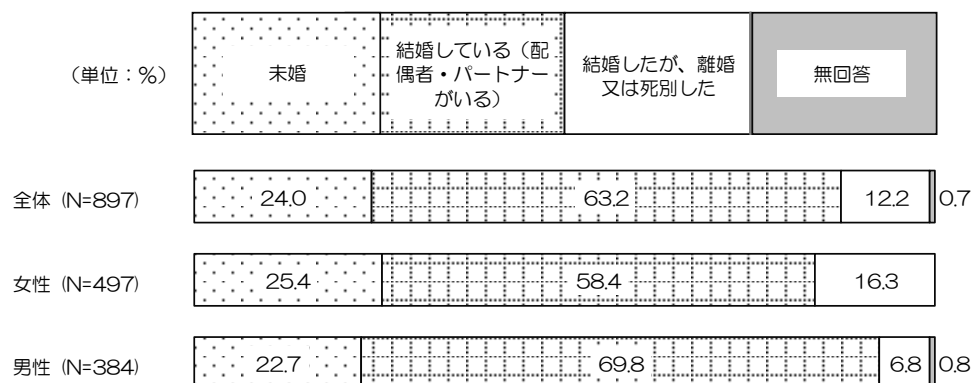 （単位：％）
未婚
結婚している（配
偶者・パートナー
がいる）
結婚したが、離婚
又は死別した
無回答
全体 (N=897)
24.0
63.2
12.2
0.7
女性 (N=497)
25.4
58.4
16.3
男性 (N=384)
22.7
69.8
6.8
0.8